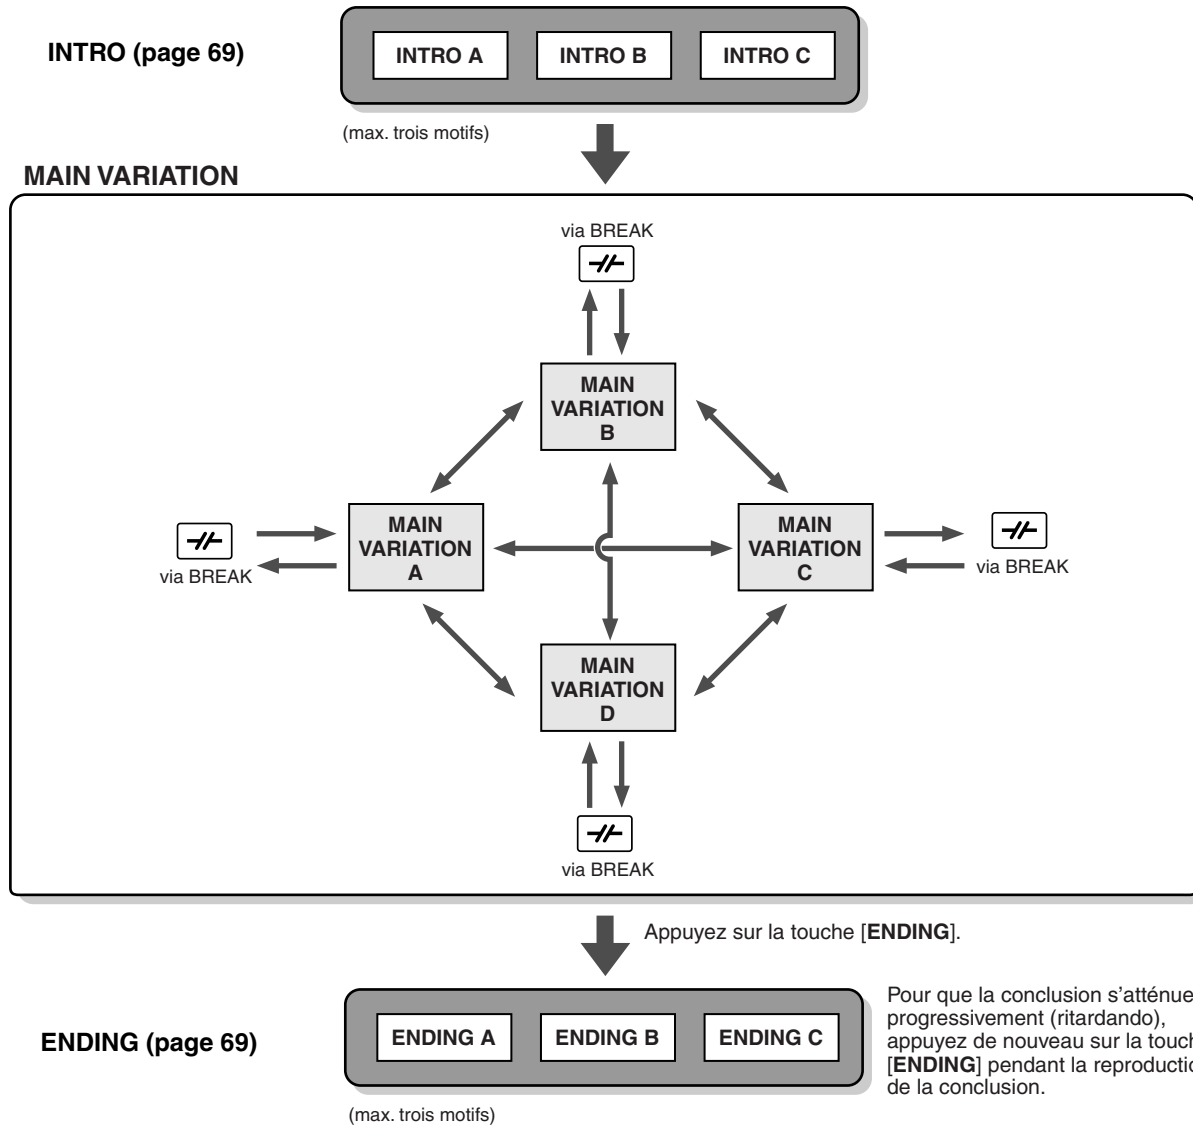 INTRO (page 69)
INTRO A
INTRO B
INTRO C
(max. trois motifs)
MAIN VARIATION
via BREAK
MAIN
VARIATION
B
MAIN
VARIATION
A
via BREAK
MAIN
VARIATION
C
via BREAK
MAIN
VARIATION
D
via BREAK
Appuyez sur la touche [ENDING].
ENDING (page 69)
ENDING A
ENDING B
ENDING C
(max. trois motifs)
Pour que la conclusion s’atténue
progressivement (ritardando),
appuyez de nouveau sur la touch
[ENDING] pendant la reproductio
de la conclusion.